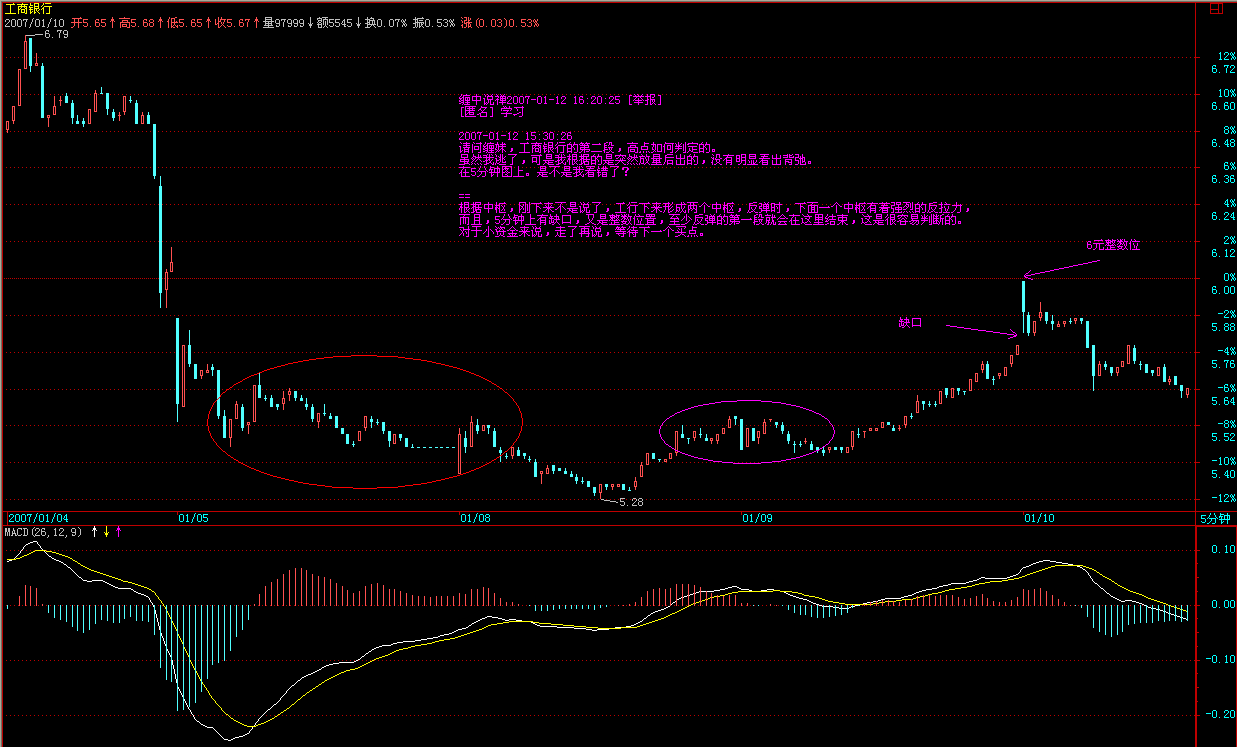 工商银行
2007/01/10 开5.65↑高5.68↑低5.65↑收5.67↑量97999↓额5545↓换0.07% 振0.53% 涨(0.03)0.53%
6.79
12%
6.72
缠中说禅2007-01-12 16:20:25 [举报]
10%
6.60
[匿名] 学习
2007-01-12 15:30:26
8%
请问缠妹，工商银行的第二段，高点如何判定的。
6.48
虽然我逃了，可是我根据的是突然放量后出的，没有明显看出背弛。
6%
在5分钟图上。是不是我看错了？
6.36
==
4%
根据中枢，刚下来不是说了，工行下来形成两个中枢，反弹时，下面一个中枢有着强烈的反拉力，
6.24
而且，5分钟上有缺口，又是整数位置，至少反弹的第一段就会在这里结束，这是很容易判断的。
对于小资金来说，走了再说，等待下一个买点。
2%
6元整数位
6.12
0%
6.00
-2%
缺口
5.88
-4%
5.76
-6%
5.64
-8%
5.52
-10%
5.40
-12%
5.28
2007/01/04 01/05 01/08 01/09 01/10 5分钟
MACD(26,12,9) ↑ ↓ ↑
0.10
0.00
-0.10
-0.20